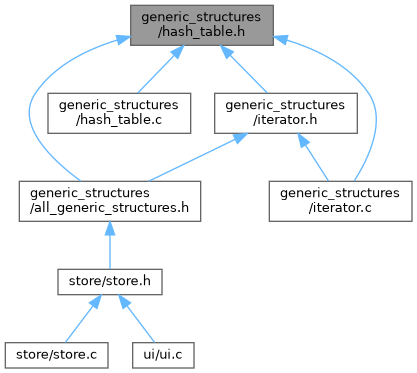 generic_structures
/hash_table.h
generic_structures
/hash_table.c
generic_structures
/iterator.h
generic_structures
/all_generic_structures.h
generic_structures
/iterator.c
store/store.h
store/store.c
ui/ui.c